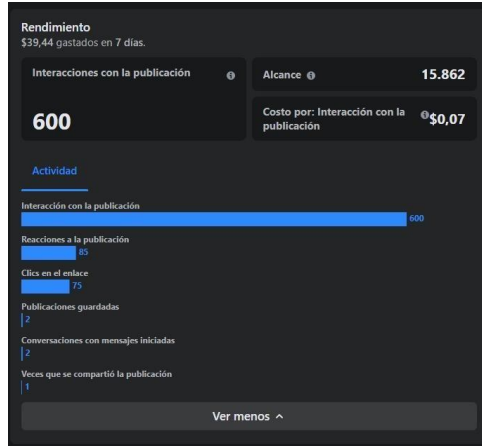 Rendimiento
$39,44 gastados en 7 días.
Interacciones con la publicación
600
Alcance
15.862
Costo por: Interacción con la
publicación
$0,07
Actividad
Interacción con la publicación
600
Reacciones a la publicación
85
Clics en el enlace
75
Publicaciones guardadas
2
Conversaciones con mensajes iniciadas
2
Veces que se compartió la publicación
1
Ver menos